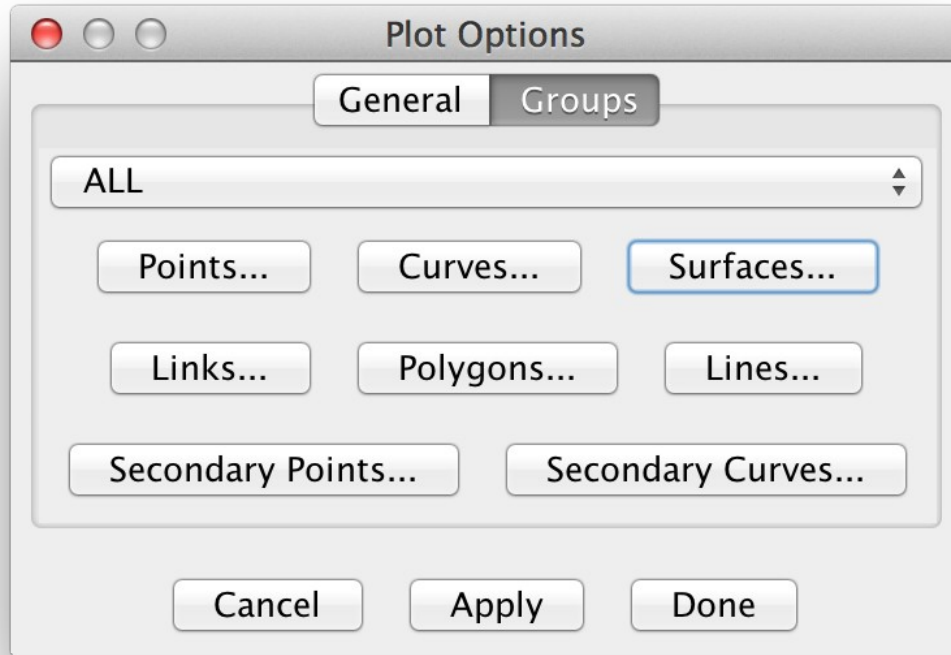 Plot Options
General Groups
ALL
Points... Curves... Surfaces...
Links... Polygons... Lines...
Secondary Points... Secondary Curves...
Cancel Apply Done